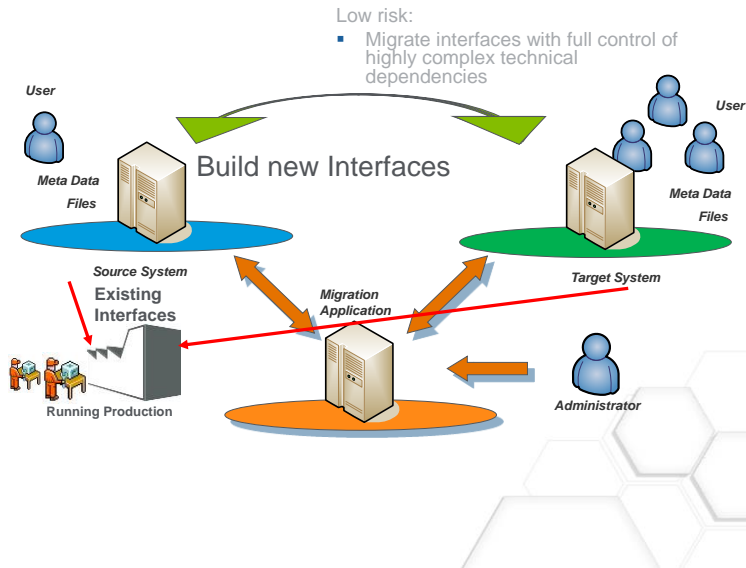 Low risk:
▪ Migrate interfaces with full control of
highly complex technical
dependencies
User
User
Build new Interfaces
Meta Data
Files
Meta Data
Files
Source System
Target System
Existing
Interfaces
Migration
Application
Running Production
Administrator